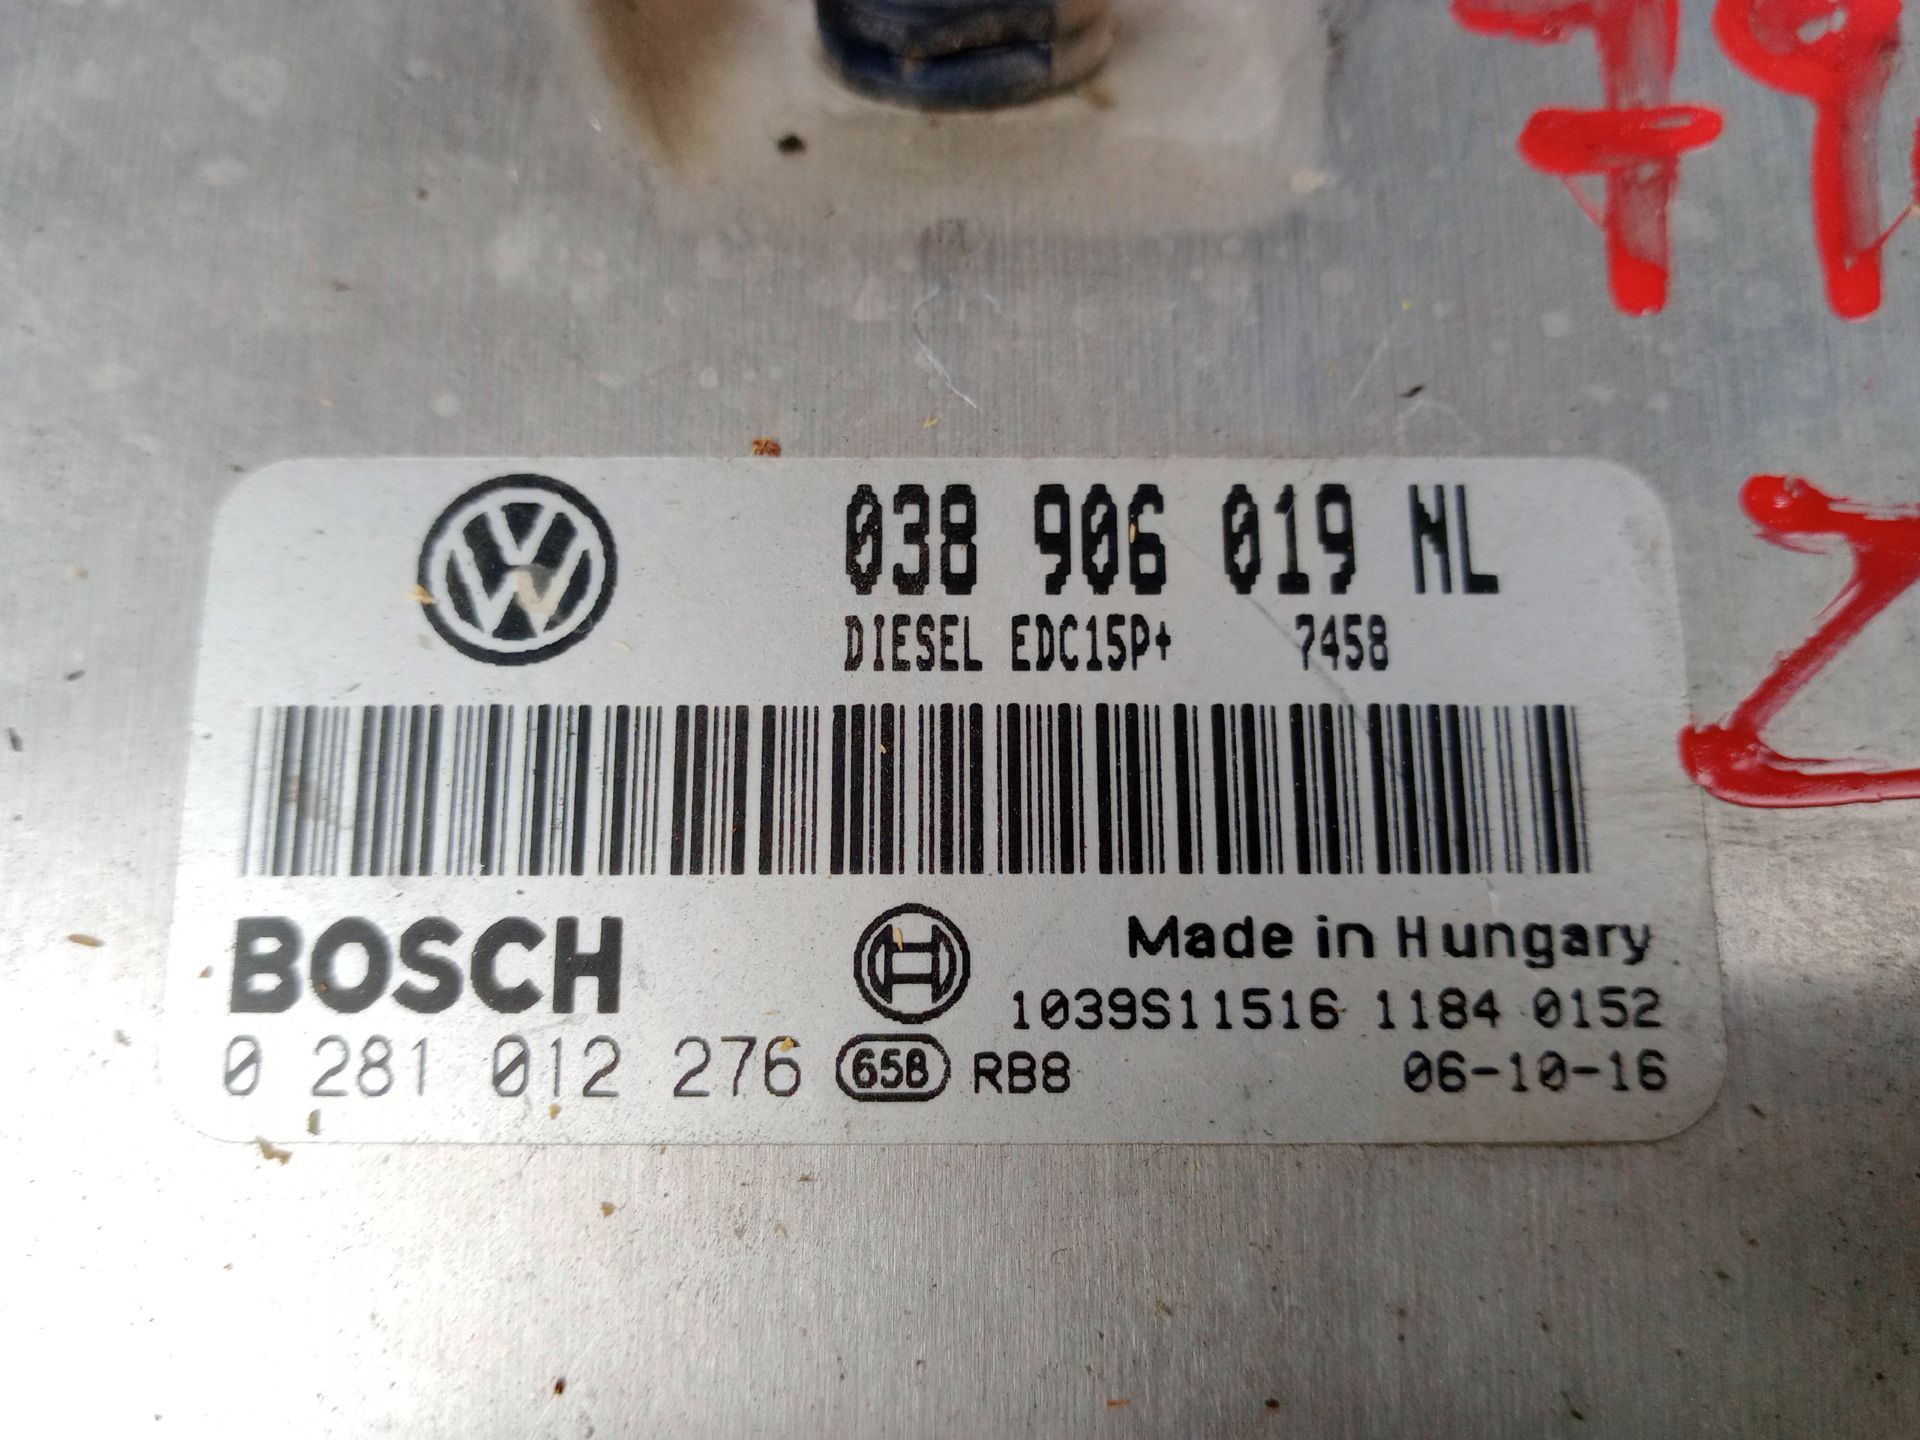 79
038 906 019 NL
DIESEL EDC15P+ 7458
BOSCH
Made in Hungary
1039S11516 1184 0152
0 281 012 276 658 RB8 06-10-16